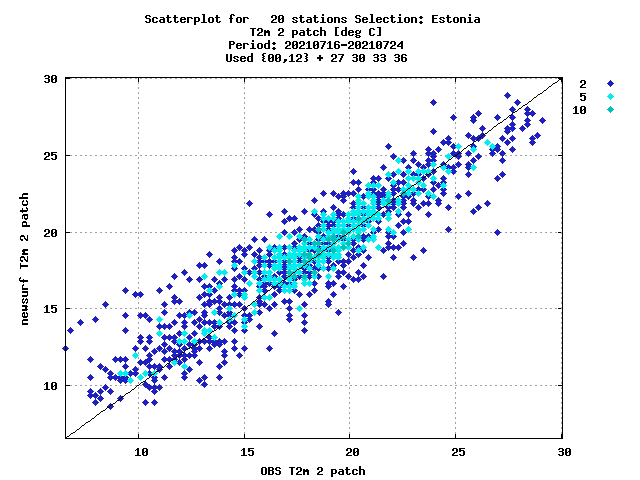 Scatterplot for   20 stations Selection: Estonia
T2m 2 patch [deg C]
Period: 20210716-20210724
Used {00,12} + 27 30 33 36
30
25
20
15
10
newsurf T2m 2 patch
10 15 20 25 30
OBS T2m 2 patch
2
5
10